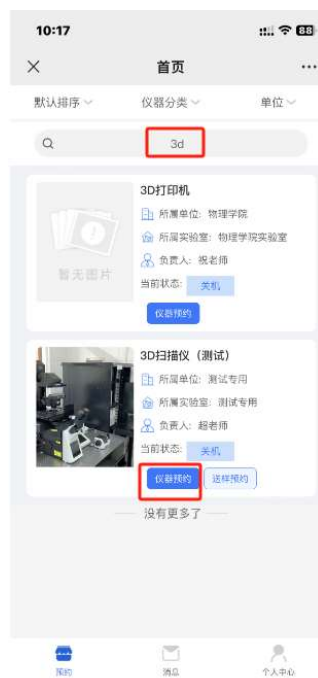 10:17
88
首页
默认排序
仪器分类
单位
3d
3D打印机
所属单位: 物理学院
所属实验室: 物理学院实验室
负责人: 祝老师
暂无图片
当前状态: 关机
仪器预约
3D扫描仪（测试）
所属单位: 测试专用
所属实验室: 测试专用
负责人: 超老师
当前状态: 关机
仪器预约 送样预约
没有更多了
预约
消息
个人中心